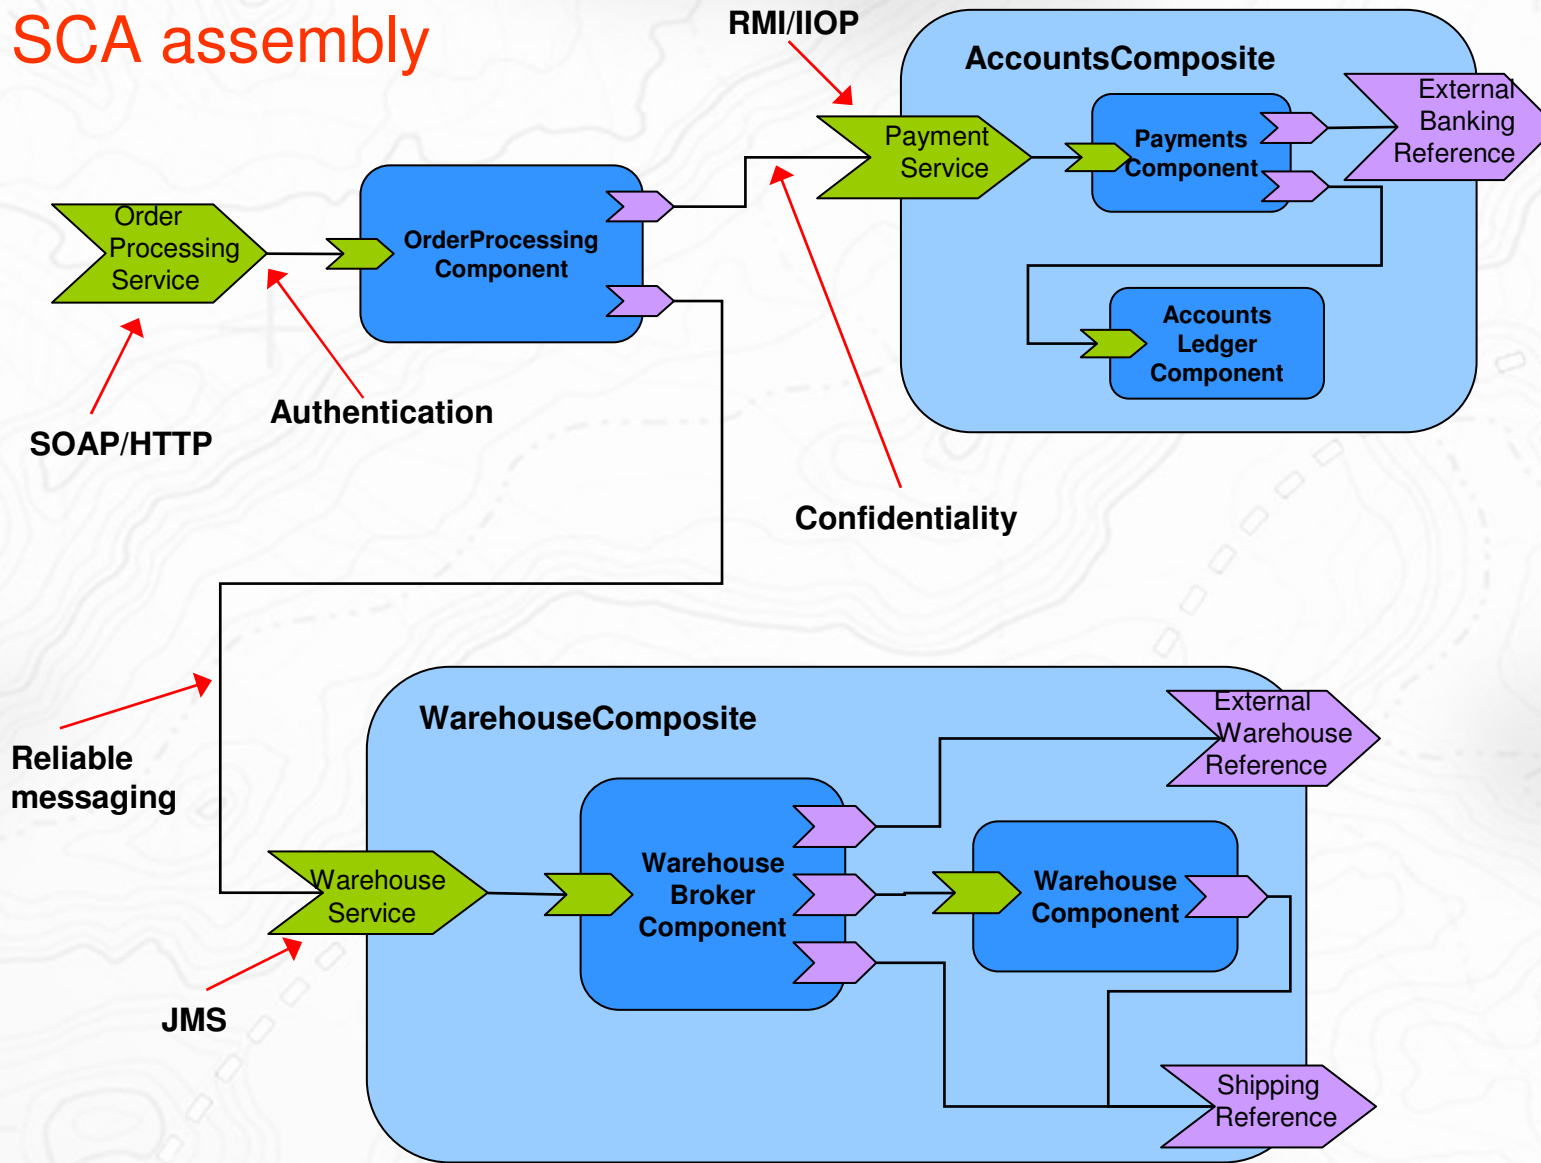 SCA assembly
RMI/IIOP
AccountsComposite
External
Banking
Reference
Payment
Service
Payments
Component
Order
Processing
Service
OrderProcessing
Component
Accounts
Ledger
Component
Authentication
SOAP/HTTP
Confidentiality
WarehouseComposite
External
Warehouse
Reference
Reliable
messaging
Warehouse
Service
Warehouse
Broker
Component
Warehouse
Component
JMS
Shipping
Reference